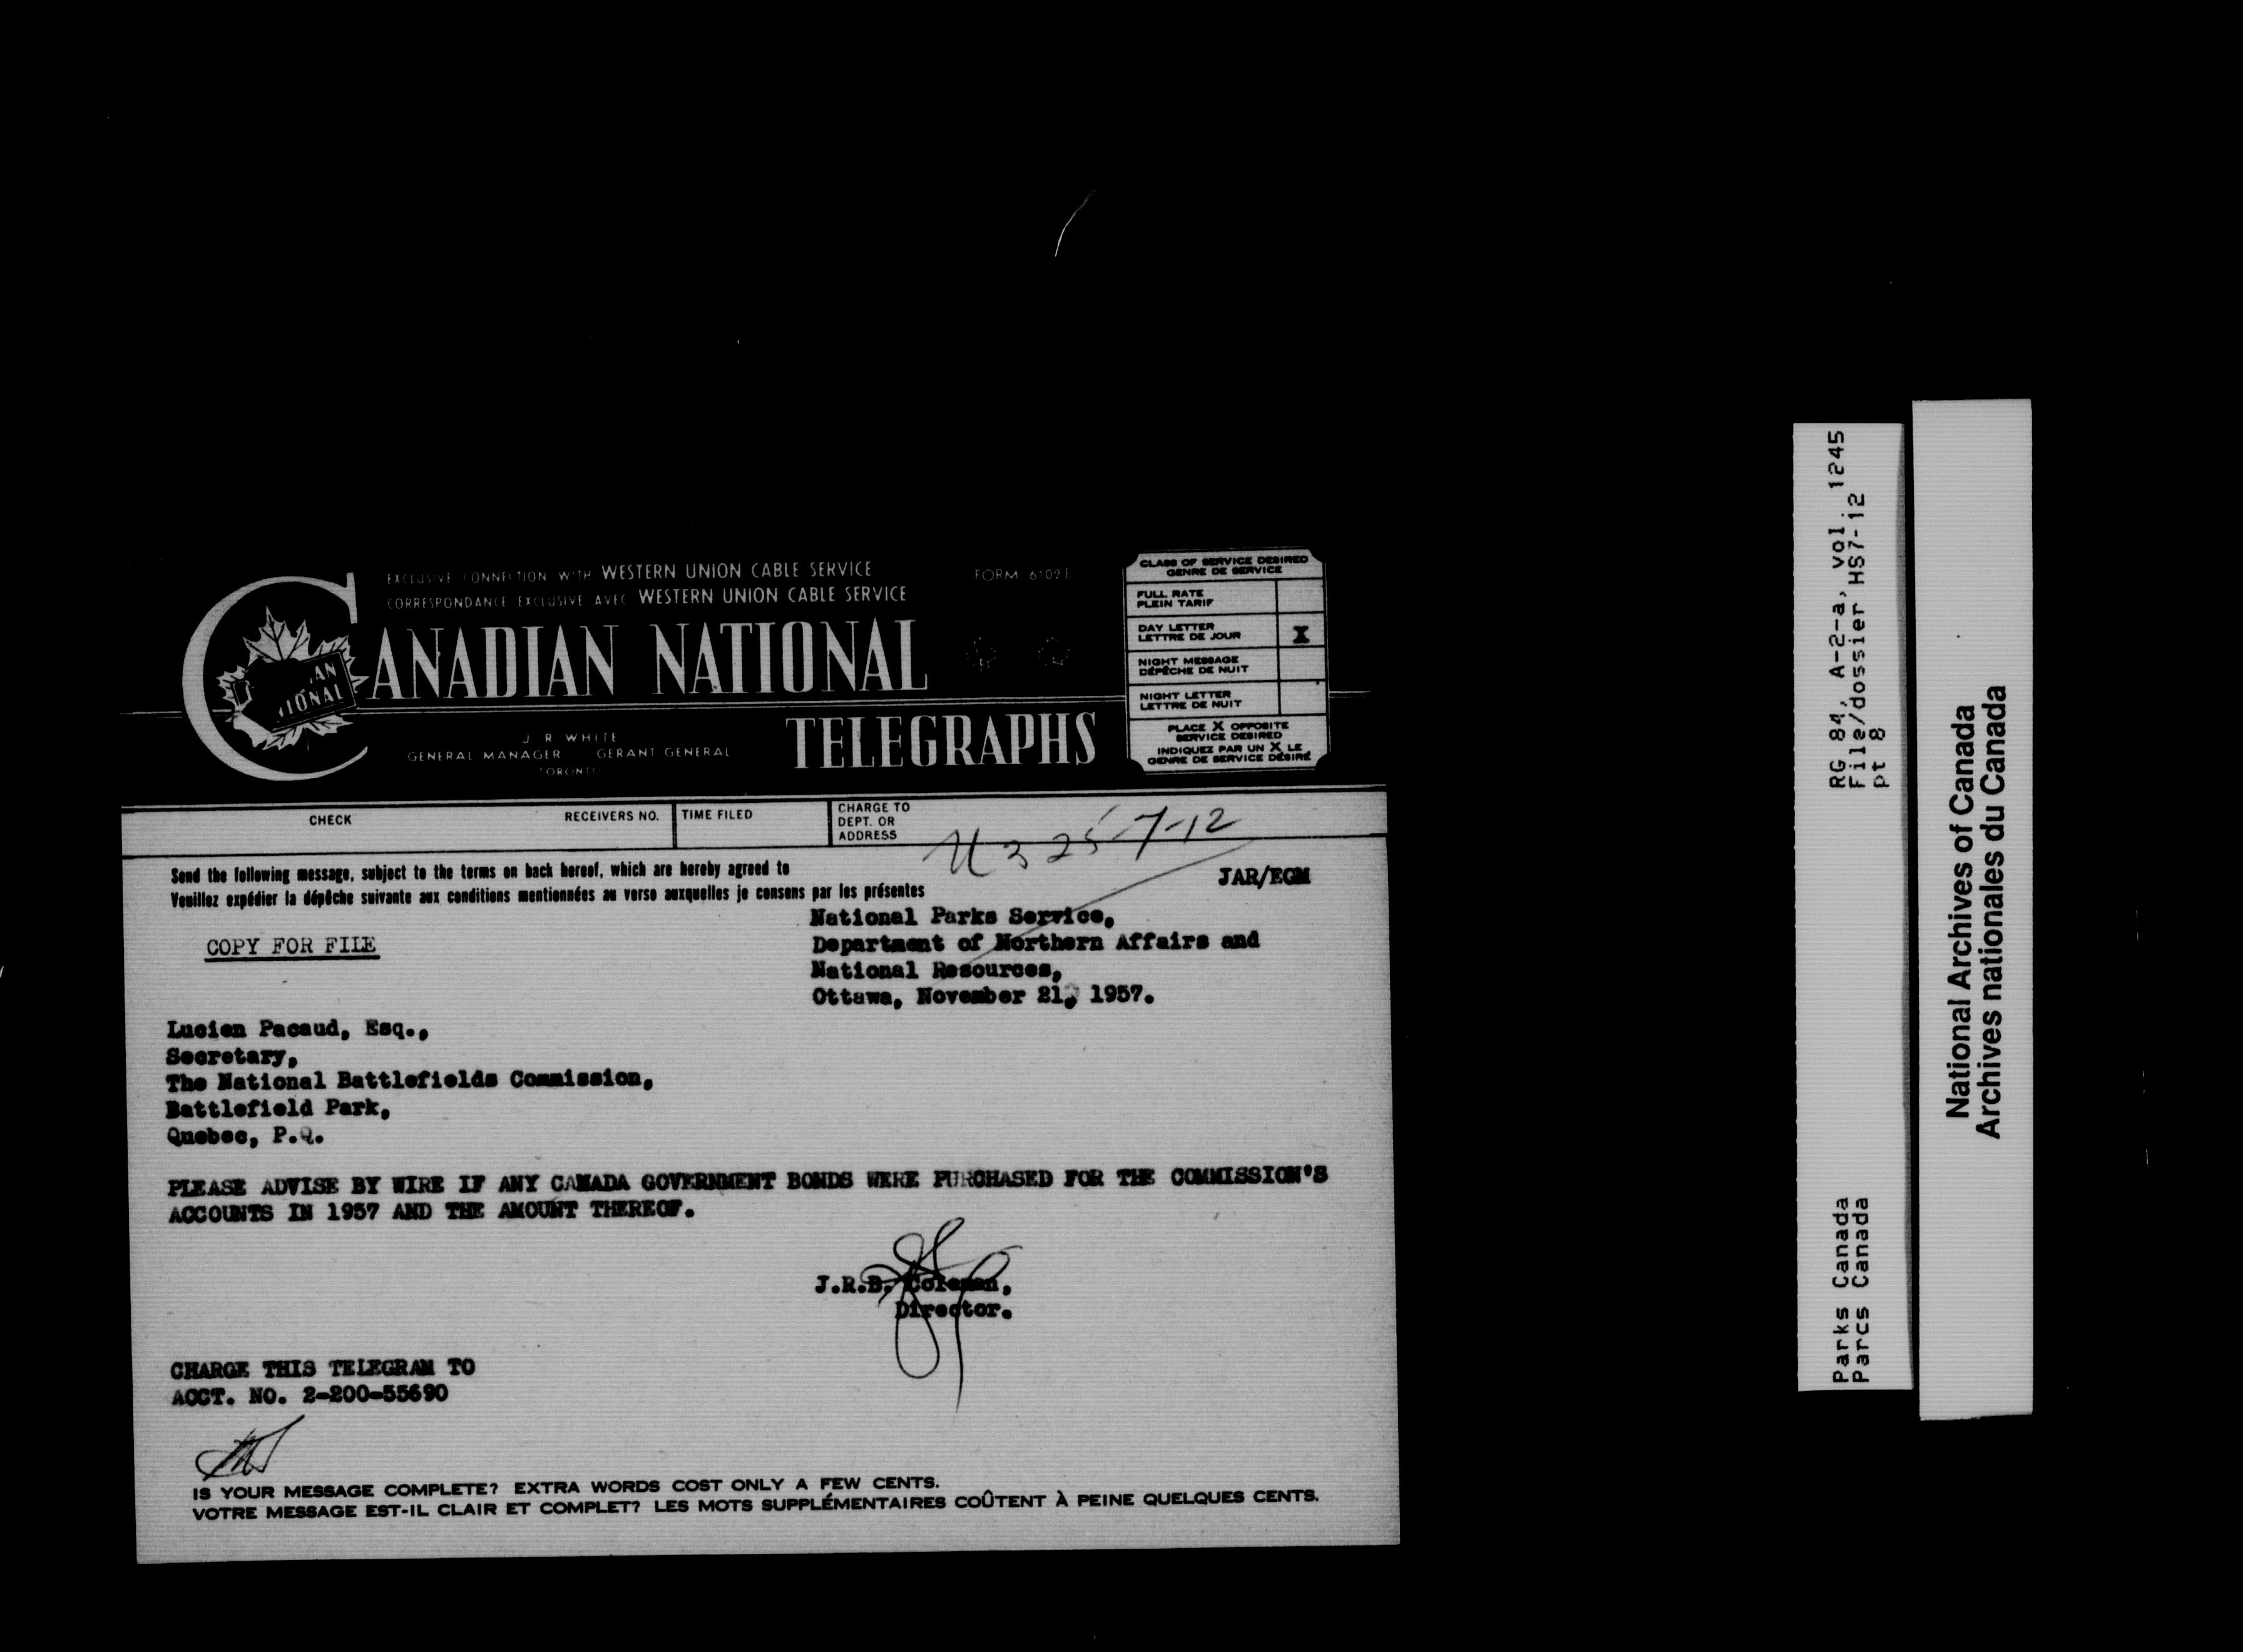 EXCLUSIVE CONNECTION WITH WESTERN UNION CABLE SERVICE
CORRESPONDANCE EXCLUSIVE AVEC WESTERN UNION CABLE SERVICE
FORM 6102 B
CANADIAN NATIONAL
TELEGRAPHS
J. R. WHITE
GENERAL MANAGER GERANT GENERAL
TORONTO
CLASS OF SERVICE DESIRED
GENRE DE SERVICE
FULL RATE
PLEIN TARIF
DAY LETTER
LETTRE DE JOUR X
NIGHT MESSAGE
DÉPÊCHE DE NUIT
NIGHT LETTER
LETTRE DE NUIT
PLACE X OPPOSITE
SERVICE DESIRED
INDIQUEZ PAR UN X LE
GENRE DE SERVICE DÉSIRÉ
CHECK RECEIVERS NO. TIME FILED
CHARGE TO
DEPT. OR
ADDRESS
7-12
Send the following message, subject to the terms on back hereof, which are hereby agreed to
Veuillez expédier la dépêche suivante aux conditions mentionnées au verso auxquelles je consens par les présentes
JAR/EGM
National Parks Service,
Department of Northern Affairs and
National Resources,
Ottawa, November 21, 1957.
COPY FOR FILE
Lucien Pacaud, Esq.,
Secretary,
The National Battlefields Commission,
Battlefield Park,
Quebec, P.Q.
PLEASE ADVISE BY WIRE IF ANY CANADA GOVERNMENT BONDS WERE PURCHASED FOR THE COMMISSION'S
ACCOUNTS IN 1957 AND THE AMOUNT THEREOF.
J.R.B. Coleman,
Director.
CHARGE THIS TELEGRAM TO
ACCT. NO. 2-200-55690
IS YOUR MESSAGE COMPLETE? EXTRA WORDS COST ONLY A FEW CENTS.
VOTRE MESSAGE EST-IL CLAIR ET COMPLET? LES MOTS SUPPLÉMENTAIRES COÛTENT À PEINE QUELQUES CENTS.
RG 84, A-2-a, vol. 1245
File/dossier HS7-12
pt 8
Parks Canada
Parcs Canada
National Archives of Canada
Archives nationales du Canada